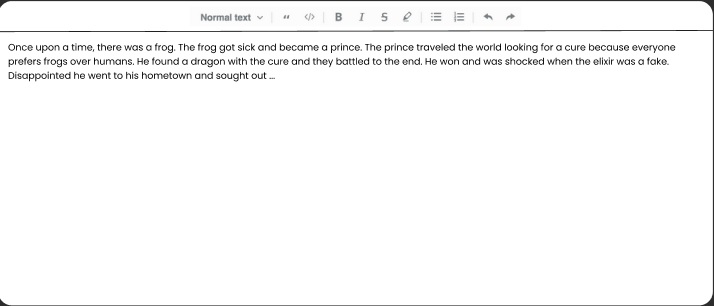 Normal text
B I S
Once upon a time, there was a frog. The frog got sick and became a prince. The prince traveled the world looking for a cure because everyone
prefers frogs over humans. He found a dragon with the cure and they battled to the end. He won and was shocked when the elixir was a fake.
Disappointed he went to his hometown and sought out ...